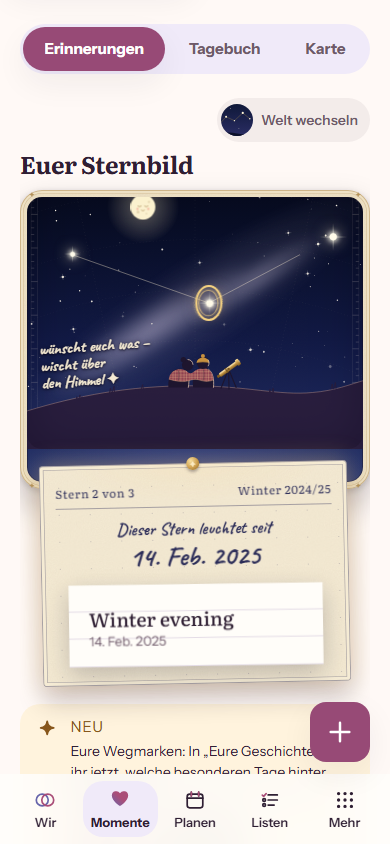 Erinnerungen Tagebuch Karte
Welt wechseln
Euer Sternbild
wünscht euch was –
wischt über
den Himmel
Stern 2 von 3 Winter 2024/25
Dieser Stern leuchtet seit
14. Feb. 2025
Winter evening
14. Feb. 2025
NEU
Eure Wegmarken: In „Eure Geschichte
ihr jetzt, welche besonderen Tage hinter
Wir Momente Planen Listen Mehr